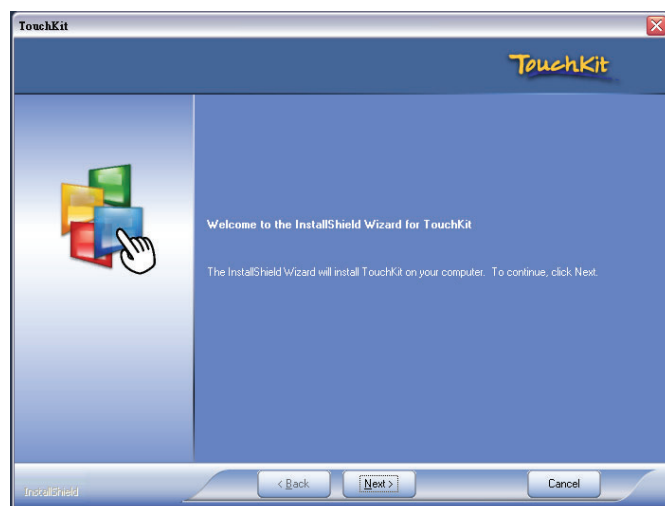 TouchKit
TouchKit
Welcome to the InstallShield Wizard for TouchKit
The InstallShield Wizard will install TouchKit on your computer. To continue, click Next.
InstallShield
< Back
Next >
Cancel